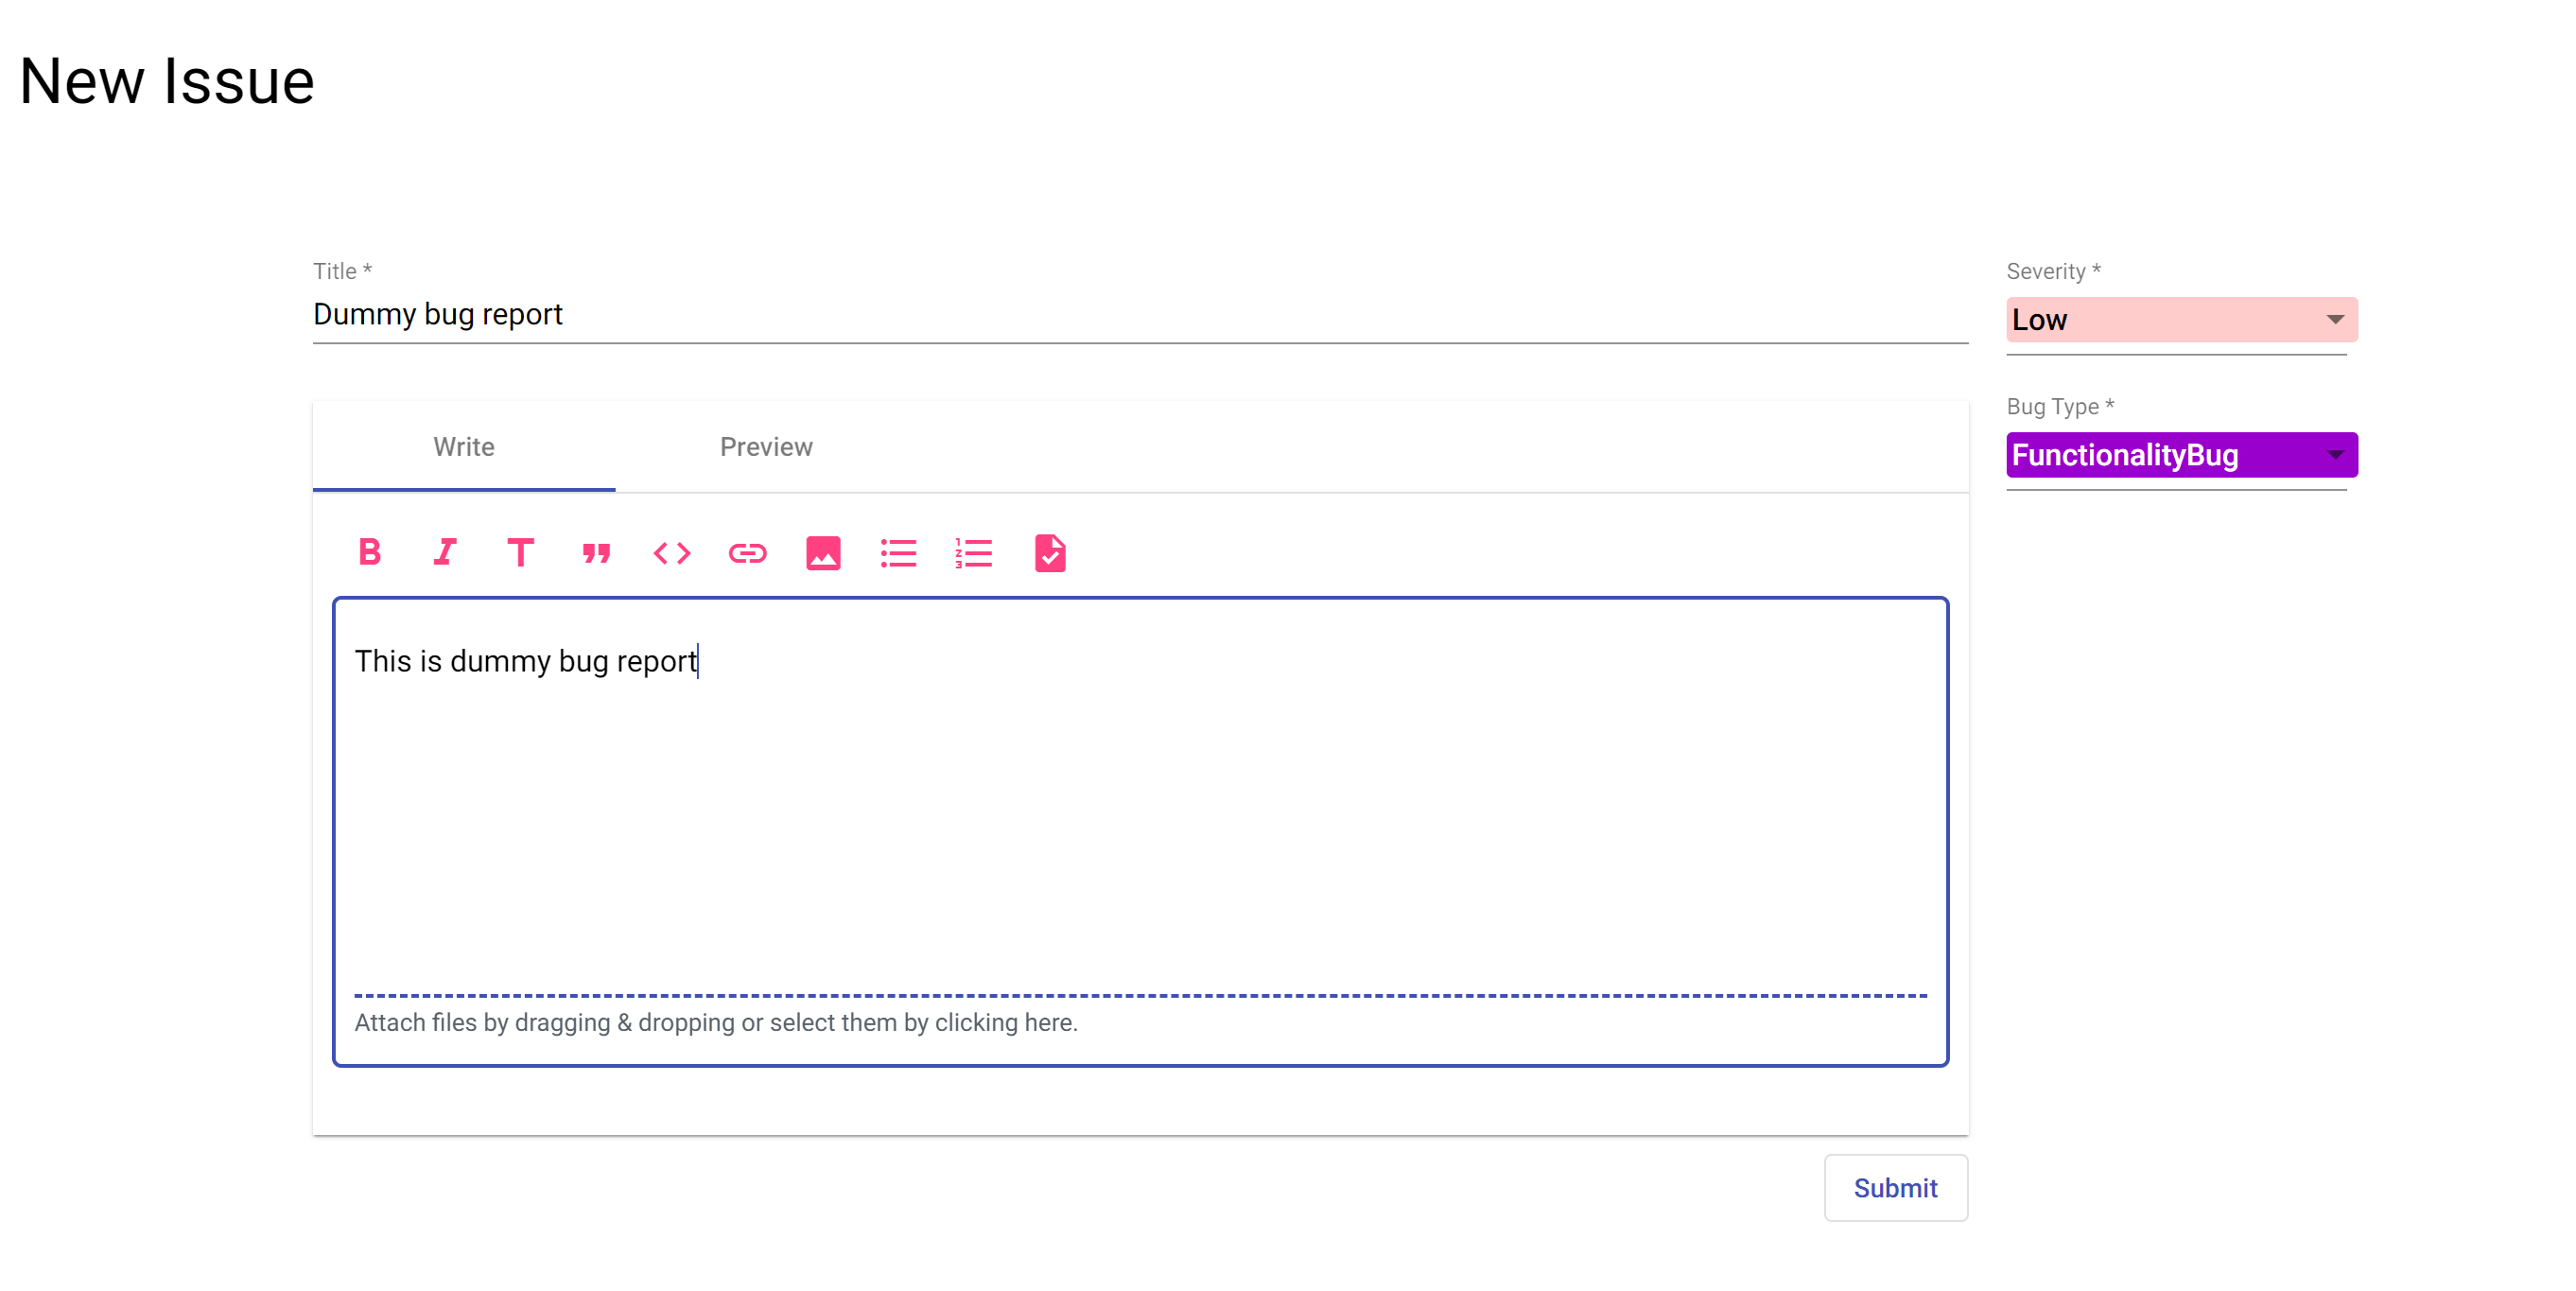 New Issue
Title *
Dummy bug report
Severity *
Low
Bug Type *
FunctionalityBug
Write Preview
This is dummy bug report
Attach files by dragging & dropping or select them by clicking here.
Submit